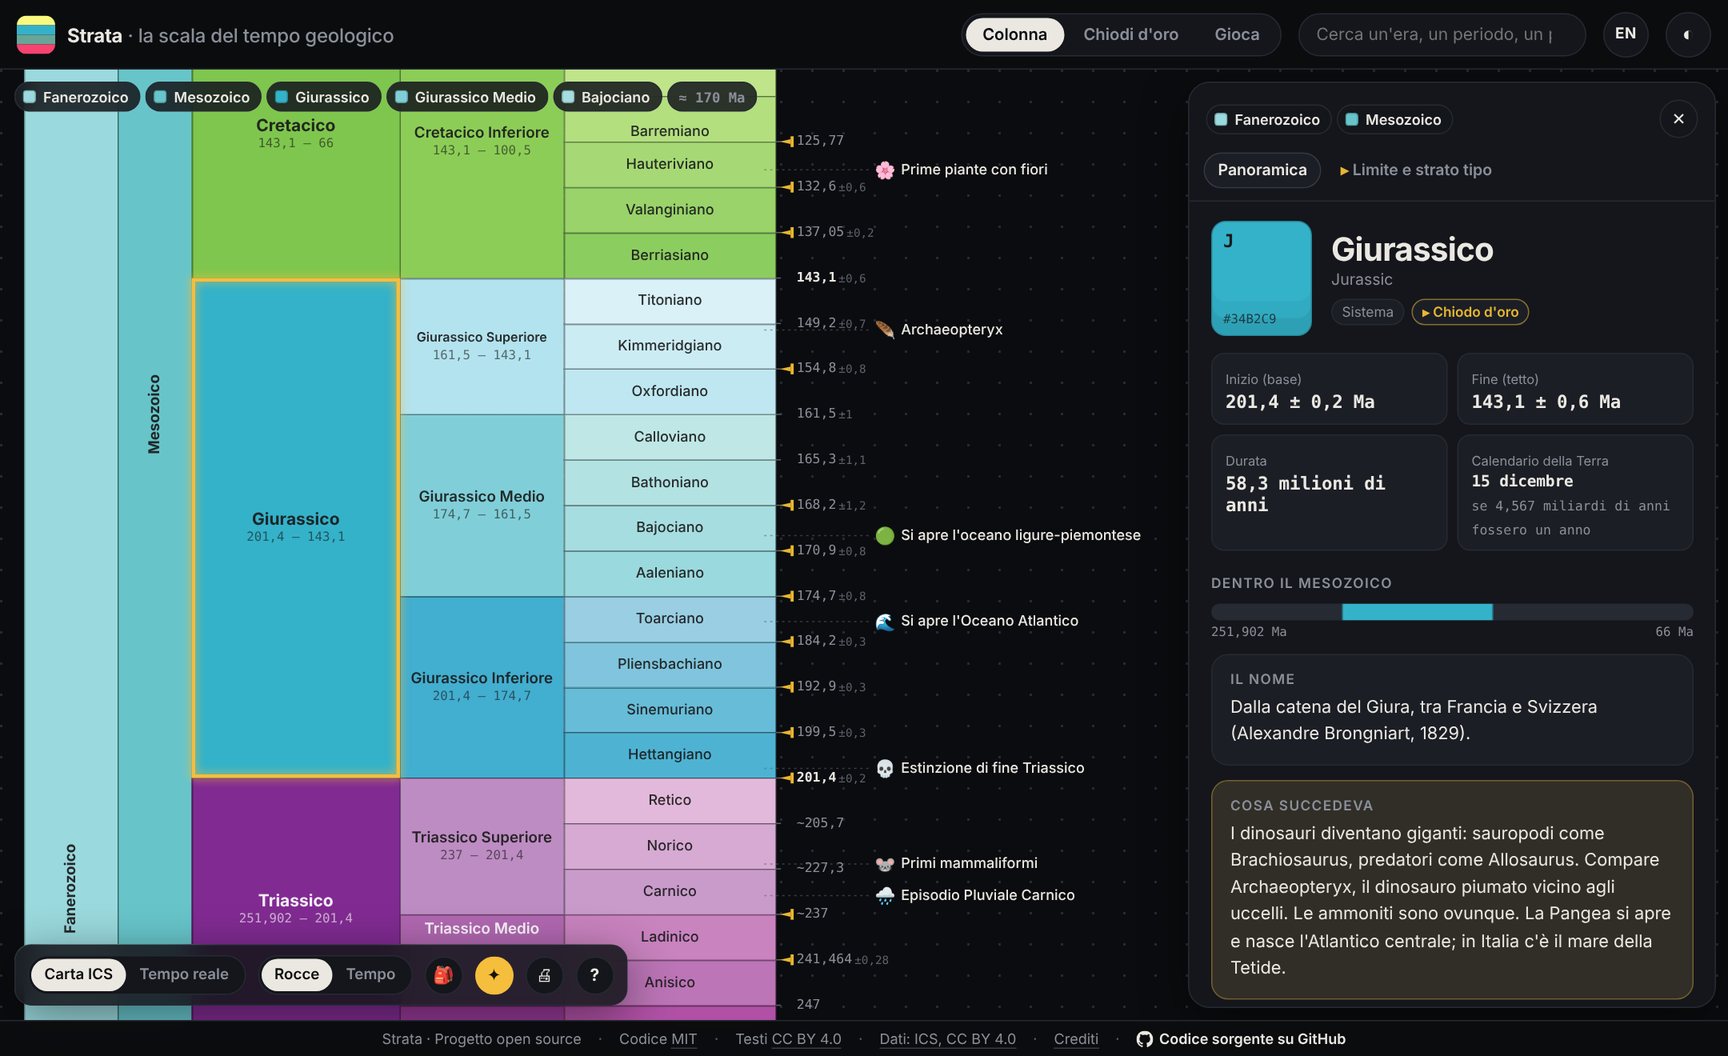 Strata · la scala del tempo geologico
Colonna
Chiodi d'oro
Gioca
Cerca un'era, un periodo, un p
EN
Fanerozoico
Mesozoico
Giurassico
Giurassico Medio
Bajociano
≈ 170 Ma
Fanerozoico
Mesozoico
Cretacico
143,1 — 66
Giurassico
201,4 — 143,1
Triassico
251,902 — 201,4
Cretacico Inferiore
143,1 — 100,5
Giurassico Superiore
161,5 — 143,1
Giurassico Medio
174,7 — 161,5
Giurassico Inferiore
201,4 — 174,7
Triassico Superiore
237 — 201,4
Triassico Medio
Barremiano
Hauteriviano
Valanginiano
Berriasiano
Titoniano
Kimmeridgiano
Oxfordiano
Calloviano
Bathoniano
Bajociano
Aaleniano
Toarciano
Pliensbachiano
Sinemuriano
Hettangiano
Retico
Norico
Carnico
Ladinico
Anisico
125,77
132,6 ±0,6
137,05 ±0,2
143,1 ±0,6
149,2 ±0,7
154,8 ±0,8
161,5 ±1
165,3 ±1,1
168,2 ±1,2
170,9 ±0,8
174,7 ±0,8
184,2 ±0,3
192,9 ±0,3
199,5 ±0,3
201,4 ±0,2
~205,7
~227,3
~237
241,464 ±0,28
247
Prime piante con fiori
Archaeopteryx
Si apre l'oceano ligure-piemontese
Si apre l'Oceano Atlantico
Estinzione di fine Triassico
Primi mammaliformi
Episodio Pluviale Carnico
Fanerozoico
Mesozoico
×
Panoramica
Limite e strato tipo
J
#34B2C9
Giurassico
Jurassic
Sistema
Chiodo d'oro
Inizio (base)
201,4 ± 0,2 Ma
Fine (tetto)
143,1 ± 0,6 Ma
Durata
58,3 milioni di
anni
Calendario della Terra
15 dicembre
se 4,567 miliardi di anni
fossero un anno
DENTRO IL MESOZOICO
251,902 Ma
66 Ma
IL NOME
Dalla catena del Giura, tra Francia e Svizzera
(Alexandre Brongniart, 1829).
COSA SUCCEDEVA
I dinosauri diventano giganti: sauropodi come
Brachiosaurus, predatori come Allosaurus. Compare
Archaeopteryx, il dinosauro piumato vicino agli
uccelli. Le ammoniti sono ovunque. La Pangea si apre
e nasce l'Atlantico centrale; in Italia c'è il mare della
Tetide.
Carta ICS
Tempo reale
Rocce
Tempo
?
Strata · Progetto open source · Codice MIT · Testi CC BY 4.0 · Dati: ICS, CC BY 4.0 · Crediti · Codice sorgente su GitHub